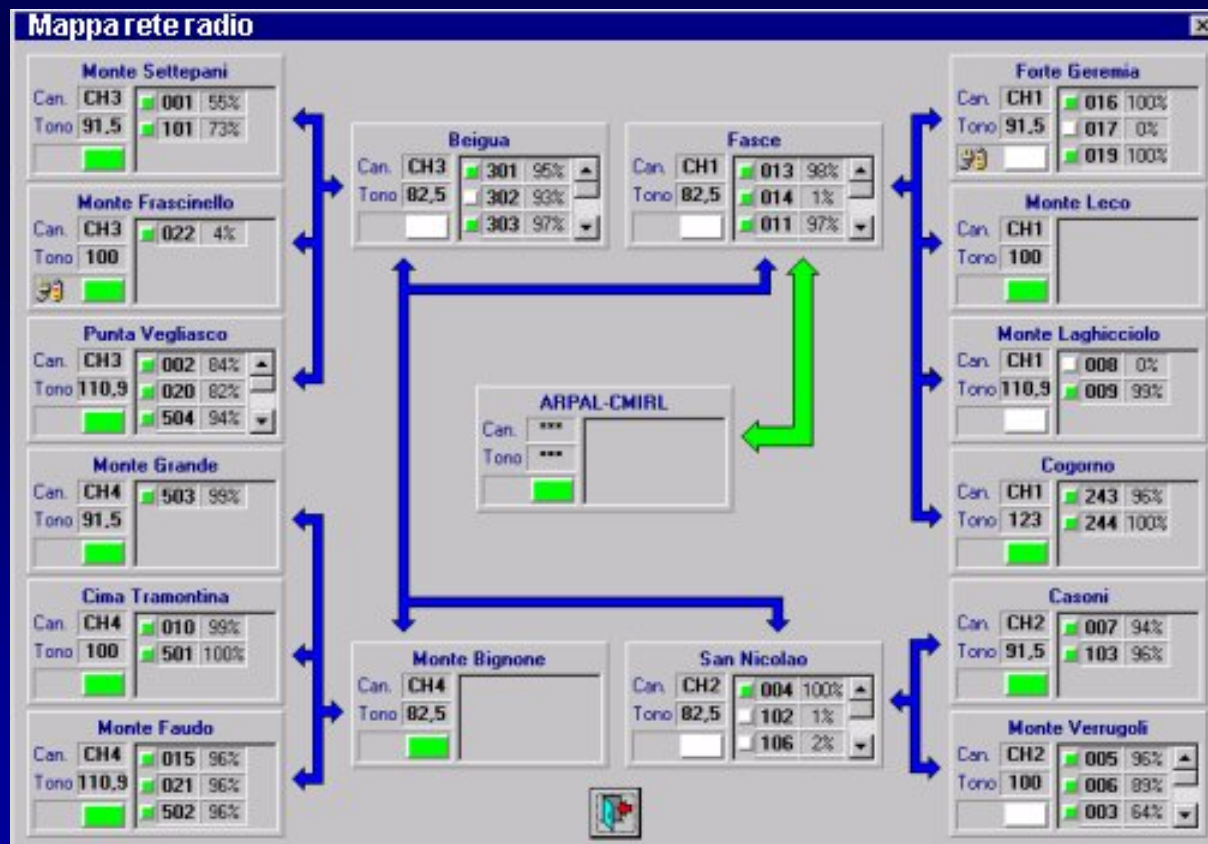 Mappa rete radio
Monte Settepani
Can. CH3 001 55%
Tono 91,5 101 73%
Monte Frascinello
Can. CH3 022 4%
Tono 100
Punta Vegliasco
Can. CH3 002 84%
Tono 110,9 020 82%
504 94%
Monte Grande
Can. CH4 503 99%
Tono 91,5
Cima Tramontina
Can. CH4 010 99%
Tono 100 501 100%
Monte Faudo
Can. CH4 015 96%
Tono 110,9 021 96%
502 96%
Beigua
Can. CH3 301 95%
Tono 82,5 302 93%
303 97%
Fasce
Can. CH1 013 98%
Tono 82,5 014 1%
011 97%
ARPAL-CMIRL
Can. ***
Tono ***
Monte Bignone
Can. CH4
Tono 82,5
San Nicolao
Can. CH2 004 100%
Tono 82,5 102 1%
106 2%
Forte Geremia
Can. CH1 016 100%
Tono 91,5 017 0%
019 100%
Monte Leco
Can. CH1
Tono 100
Monte Laghicciolo
Can. CH1 008 0%
Tono 110,9 009 99%
Cogorno
Can. CH1 243 96%
Tono 123 244 100%
Casoni
Can. CH2 007 94%
Tono 91,5 103 96%
Monte Verrugoli
Can. CH2 005 96%
Tono 100 006 89%
003 64%